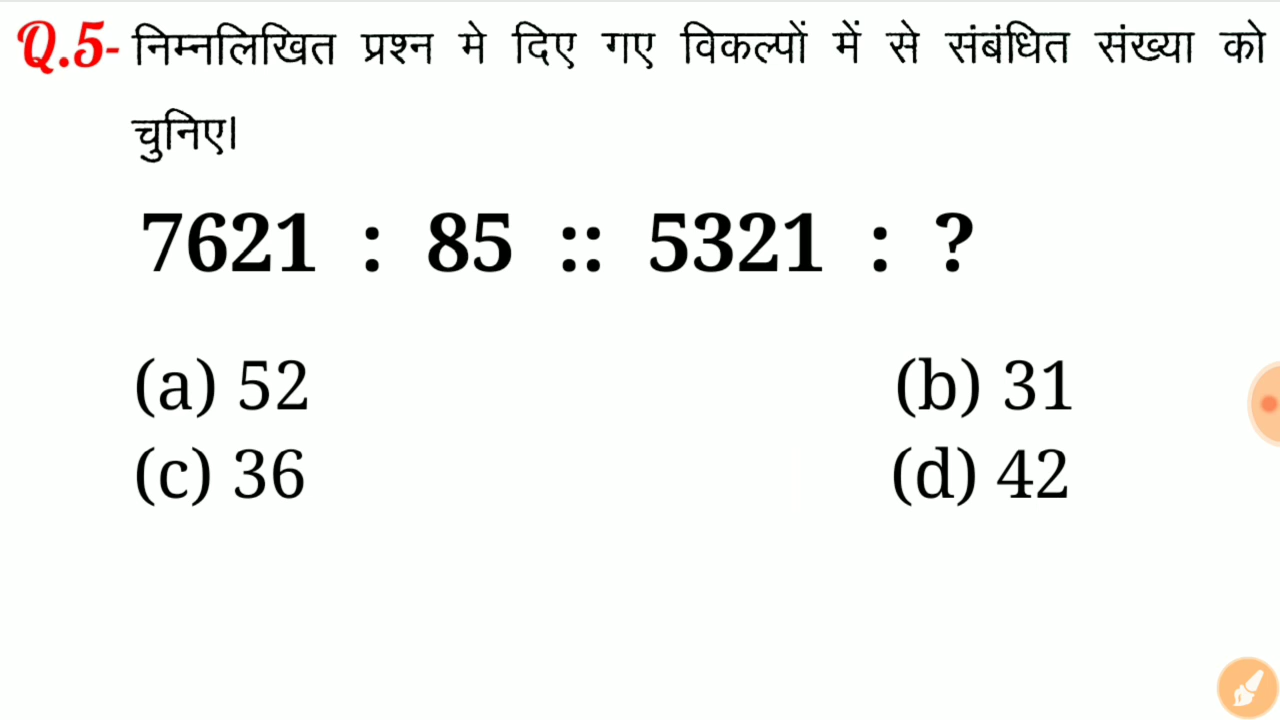 Q.5- निम्नलिखित प्रश्न मे दिए गए विकल्पों में से संबंधित संख्या को
चुनिए।
7621 : 85 :: 5321 : ?
(a) 52 (b) 31
(c) 36 (d) 42